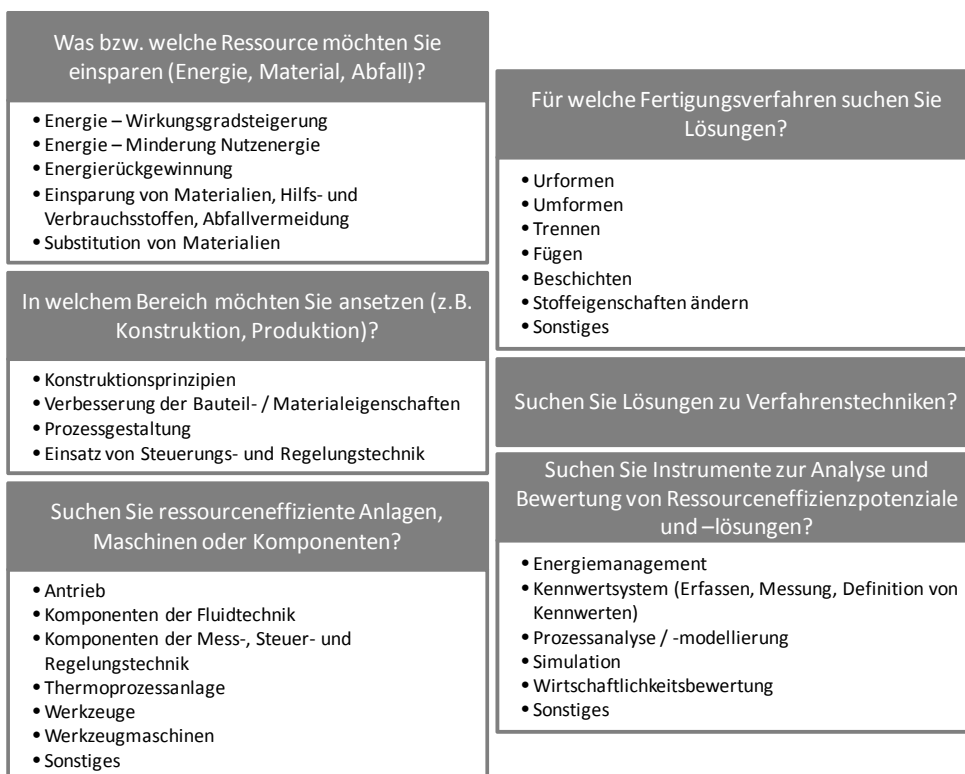 Was bzw. welche Ressource möchten Sie
einsparen (Energie, Material, Abfall)?
• Energie – Wirkungsgradsteigerung
• Energie – Minderung Nutzenergie
• Energierückgewinnung
• Einsparung von Materialien, Hilfs- und
Verbrauchsstoffen, Abfallvermeidung
• Substitution von Materialien
In welchem Bereich möchten Sie ansetzen (z.B.
Konstruktion, Produktion)?
• Konstruktionsprinzipien
• Verbesserung der Bauteil- / Materialeigenschaften
• Prozessgestaltung
• Einsatz von Steuerungs- und Regelungstechnik
Suchen Sie ressourceneffiziente Anlagen,
Maschinen oder Komponenten?
• Antrieb
• Komponenten der Fluidtechnik
• Komponenten der Mess-, Steuer- und
Regelungstechnik
• Thermoprozessanlage
• Werkzeuge
• Werkzeugmaschinen
• Sonstiges
Für welche Fertigungsverfahren suchen Sie
Lösungen?
• Urformen
• Umformen
• Trennen
• Fügen
• Beschichten
• Stoffeigenschaften ändern
• Sonstiges
Suchen Sie Lösungen zu Verfahrenstechniken?
Suchen Sie Instrumente zur Analyse und
Bewertung von Ressourceneffizienzpotenziale
und –lösungen?
• Energiemanagement
• Kennwertsystem (Erfassen, Messung, Definition von
Kennwerten)
• Prozessanalyse / -modellierung
• Simulation
• Wirtschaftlichkeitsbewertung
• Sonstiges